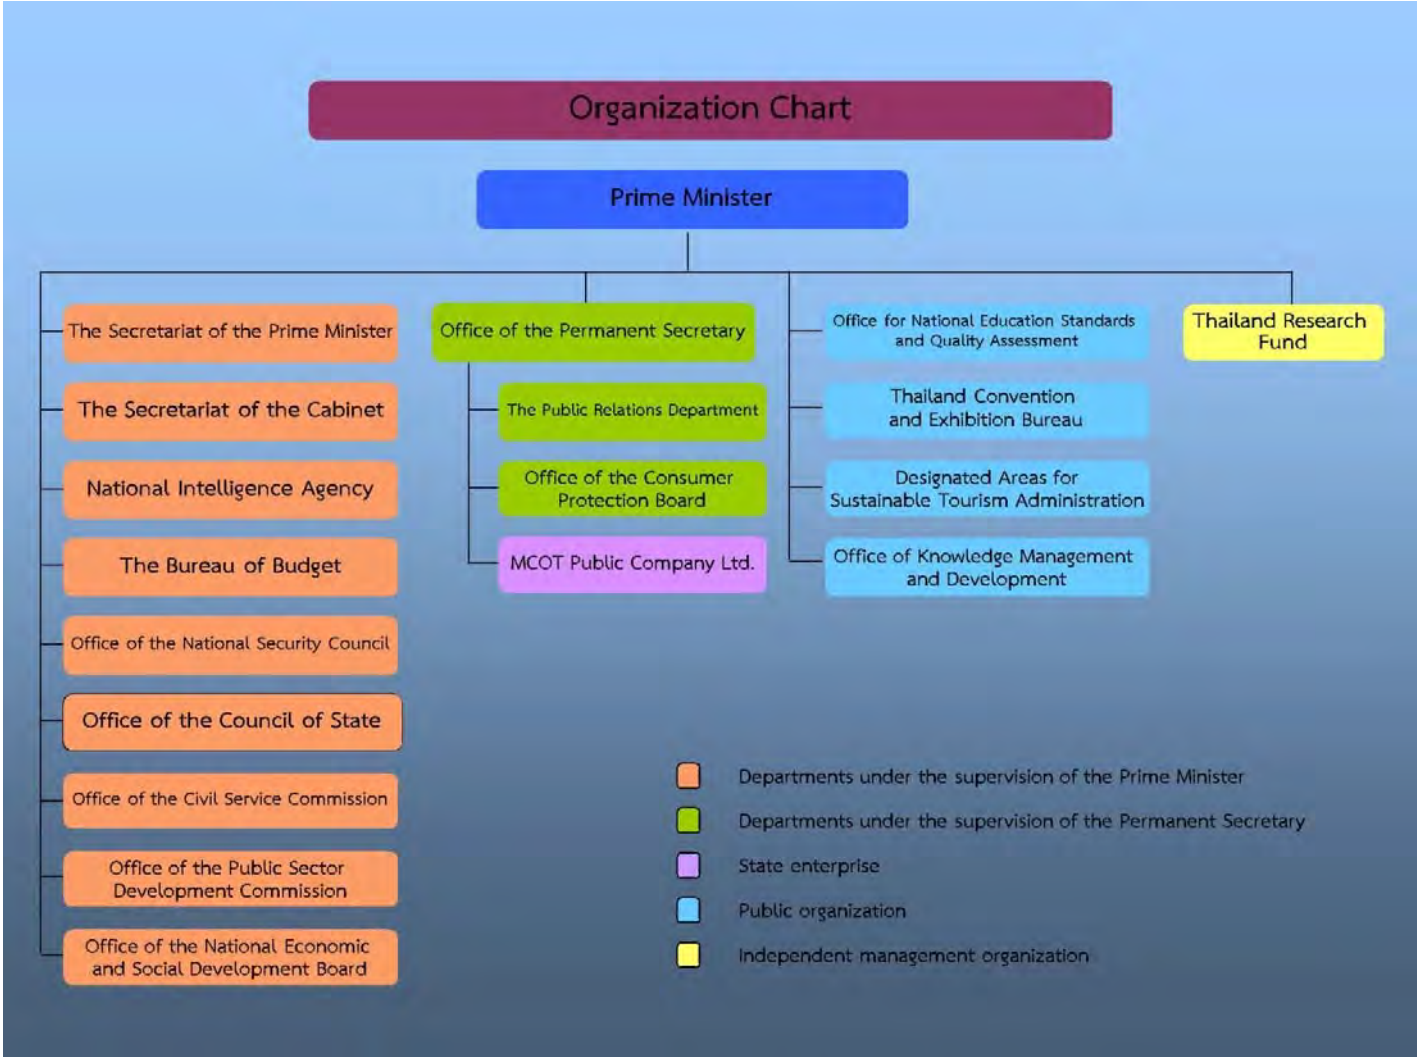 Organization Chart
Prime Minister
The Secretariat of the Prime Minister
The Secretariat of the Cabinet
National Intelligence Agency
The Bureau of Budget
Office of the National Security Council
Office of the Council of State
Office of the Civil Service Commission
Office of the Public Sector
Development Commission
Office of the National Economic
and Social Development Board
Office of the Permanent Secretary
The Public Relations Department
Office of the Consumer
Protection Board
MCOT Public Company Ltd.
Office for National Education Standards
and Quality Assessment
Thailand Convention
and Exhibition Bureau
Designated Areas for
Sustainable Tourism Administration
Office of Knowledge Management
and Development
Thailand Research
Fund
Departments under the supervision of the Prime Minister
Departments under the supervision of the Permanent Secretary
State enterprise
Public organization
Independent management organization